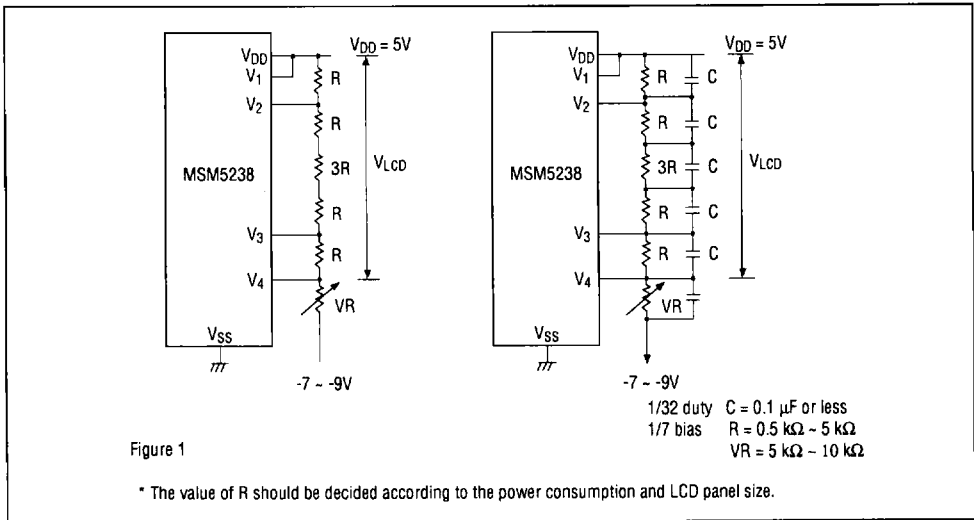 VDD = 5V
VDD
V1
V2
R
R
3R
VLCD
MSM5238
R
V3
R
V4
VR
VSS
-7 ~ -9V
VDD = 5V
VDD
V1
V2
R
C
R
C
3R
C
VLCD
MSM5238
R
C
V3
R
C
V4
VR
VSS
-7 ~ -9V
1/32 duty C = 0.1 µF or less
1/7 bias R = 0.5 kΩ ~ 5 kΩ
VR = 5 kΩ ~ 10 kΩ
Figure 1
* The value of R should be decided according to the power consumption and LCD panel size.